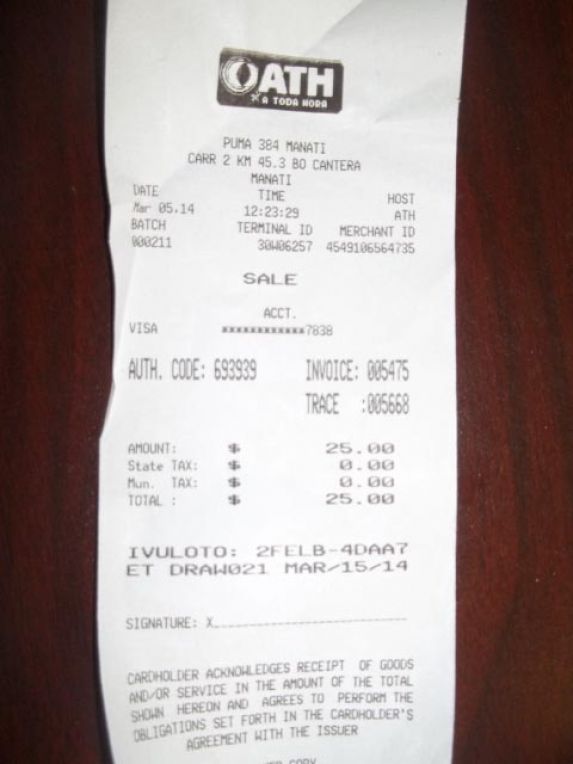 ATH
A TODA HORA
PUMA 384 MANATI
CARR 2 KM 45.3 BO CANTERA
MANATI
DATE TIME HOST
Mar 05.14 12:23:29 ATH
BATCH TERMINAL ID MERCHANT ID
000211 30W06257 4549106564735
SALE
ACCT.
VISA ************7838
AUTH. CODE: 693939 INVOICE: 005475
TRACE :005668
AMOUNT: $ 25.00
State TAX: $ 0.00
Mun. TAX: $ 0.00
TOTAL : $ 25.00
IVULOTO: 2FELB-4DAA7
ET DRAW021 MAR/15/14
SIGNATURE: X
CARDHOLDER ACKNOWLEDGES RECEIPT OF GOODS
AND/OR SERVICE IN THE AMOUNT OF THE TOTAL
SHOWN HEREON AND AGREES TO PERFORM THE
OBLIGATIONS SET FORTH IN THE CARDHOLDER'S
AGREEMENT WITH THE ISSUER
COPY